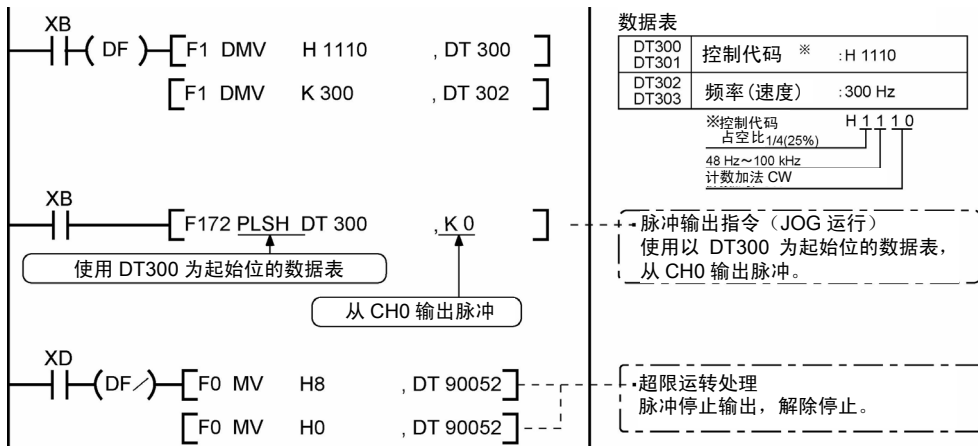 XB
( DF ) F1 DMV H 1110 , DT 300
F1 DMV K 300 , DT 302
数据表
DT300
DT301
控制代码 ※ :H 1110
DT302
DT303
频率(速度) :300 Hz
※控制代码 H 1 1 1 0
占空比1/4(25%)
48 Hz～100 kHz
计数加法 CW
XB
F172 PLSH DT 300 , K 0
使用 DT300 为起始位的数据表
从 CH0 输出脉冲
脉冲输出指令（JOG 运行）
使用以 DT300 为起始位的数据表，
从 CH0 输出脉冲。
XD
(DF/) F0 MV H8 , DT 90052
F0 MV H0 , DT 90052
超限运转处理
脉冲停止输出，解除停止。